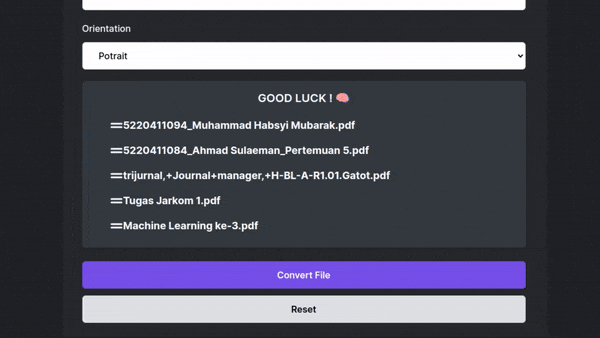 Orientation
Potrait
GOOD LUCK ! 🧠
5220411094_Muhammad Habsyi Mubarak.pdf
5220411084_Ahmad Sulaeman_Pertemuan 5.pdf
trijurnal,+Journal+manager,+H-BL-A-R1.01.Gatot.pdf
Tugas Jarkom 1.pdf
Machine Learning ke-3.pdf
Convert File
Reset